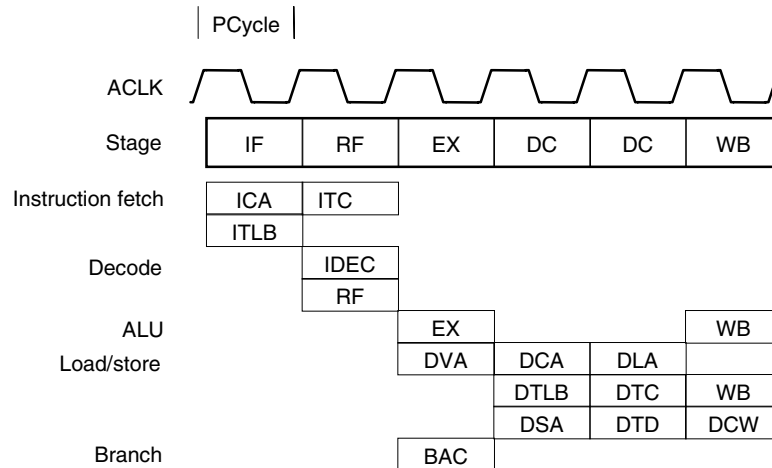 PCycle
ACLK
Stage IF RF EX DC DC WB
Instruction fetch ICA ITC
ITLB
Decode IDEC
RF
ALU EX WB
Load/store DVA DCA DLA
DTLB DTC WB
DSA DTD DCW
Branch BAC